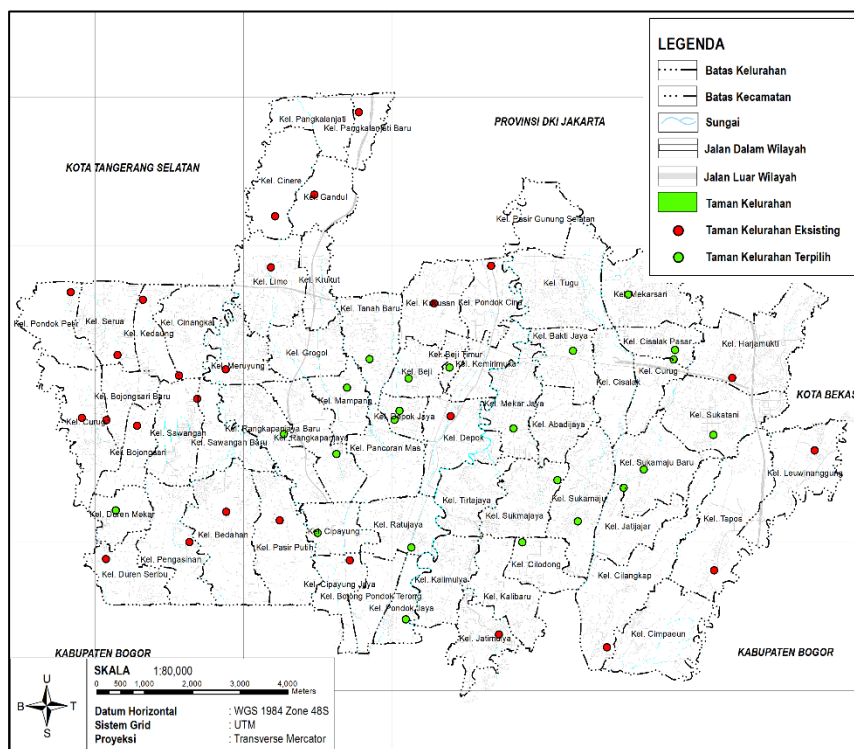 LEGENDA
Batas Kelurahan
Batas Kecamatan
Sungai
Jalan Dalam Wilayah
Jalan Luar Wilayah
Taman Kelurahan
Taman Kelurahan Eksisting
Taman Kelurahan Terpilih
PROVINSI DKI JAKARTA
KOTA TANGERANG SELATAN
KOTA BEKAS
KABUPATEN BOGOR
KABUPATEN BOGOR
Kel. Pangkalanjati
Kel. Pangkalanjati Baru
Kel. Cinere
Kel. Gandul
Kel. Pasir Gunung Selatan
Kel. Limo
Kel. Krukut
Kel. Tugu
Kel. Mekarsari
Kel. Pondok Petir
Kel. Serua
Kel. Kedaung
Kel. Cinangka
Kel. Tanah Baru
Kel. Kukusan
Kel. Pondok Cina
Kel. Bakti Jaya
Kel. Cisalak Pasar
Kel. Harjamukti
Kel. Meruyung
Kel. Grogol
Kel. Beji
Kel. Beji Timur
Kel. Kemirimuka
Kel. Cisalak
Kel. Curug
Kel. Bojongsari Baru
Kel. Mampang
Kel. Mekar Jaya
Kel. Curug
Kel. Sawangan
Kel. Sawangan Baru
Kel. Rangkapanjaya Baru
Kel. Rangkapanjaya
Kel. Depok Jaya
Kel. Depok
Kel. Abadijaya
Kel. Sukatani
Kel. Bojongsari
Kel. Pancoran Mas
Kel. Sukamaju Baru
Kel. Leuwinanggung
Kel. Duren Mekar
Kel. Bedahan
Kel. Cipayung
Kel. Ratujaya
Kel. Tirtajaya
Kel. Sukmajaya
Kel. Sukamaju
Kel. Jatijajar
Kel. Tapos
Kel. Pengasinan
Kel. Pasir Putih
Kel. Duren Seribu
Kel. Cipayung Jaya
Kel. Bojong Pondok Terong
Kel. Pondok Jaya
Kel. Kalimulya
Kel. Cilodong
Kel. Cilangkap
Kel. Kalibaru
Kel. Jatimulya
Kel. Cimpaeun
U
B T
S
SKALA 1:80,000
0 500 1,000 2,000 3,000 4,000
Meters
Datum Horizontal : WGS 1984 Zone 48S
Sistem Grid : UTM
Proyeksi : Transverse Mercator